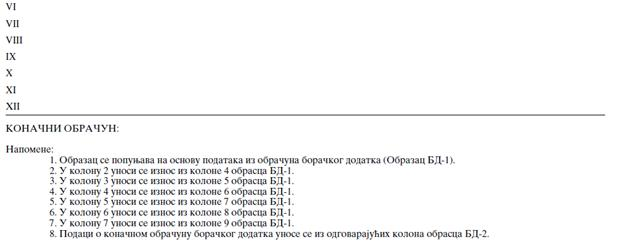 VI
VII
VIII
IX
X
XI
XII
КОНАЧНИ ОБРАЧУН:
Напомене:
1. Образац се попуњава на основу података из обрачуна борачког додатка (Образац БД-1).
2. У колону 2 уноси се износ из колоне 4 обрасца БД-1.
3. У колону 3 уноси се износ из колоне 5 обрасца БД-1.
4. У колону 4 уноси се износ из колоне 6 обрасца БД-1.
5. У колону 5 уноси се износ из колоне 7 обрасца БД-1.
6. У колону 6 уноси се износ из колоне 8 обрасца БД-1.
7. У колону 7 уноси се износ из колоне 9 обрасца БД-1.
8. Подаци о коначном обрачуну борачког додатка уносе се из одговарајућих колона обрасца БД-2.